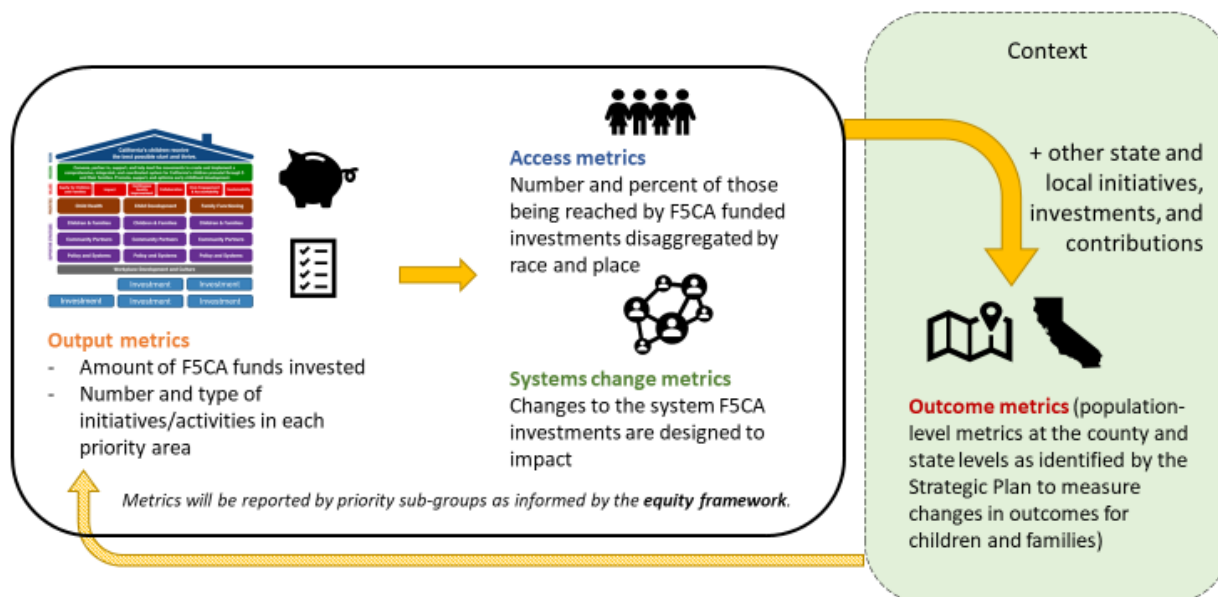 Context
California's children receive
the best possible start and thrive.
Child Health
Child Development
Family Functioning
Children & Families
Children & Families
Children & Families
Community Partners
Community Partners
Community Partners
Policy and Systems
Policy and Systems
Policy and Systems
Workplace Development and Culture
Investment
Investment
Investment
Investment
Investment
Output metrics
- Amount of F5CA funds invested
- Number and type of
initiatives/activities in each
priority area
Access metrics
Number and percent of those
being reached by F5CA funded
investments disaggregated by
race and place
Systems change metrics
Changes to the system F5CA
investments are designed to
impact
Metrics will be reported by priority sub-groups as informed by the equity framework.
+ other state and
local initiatives,
investments, and
contributions
Outcome metrics (population-
level metrics at the county and
state levels as identified by the
Strategic Plan to measure
changes in outcomes for
children and families)